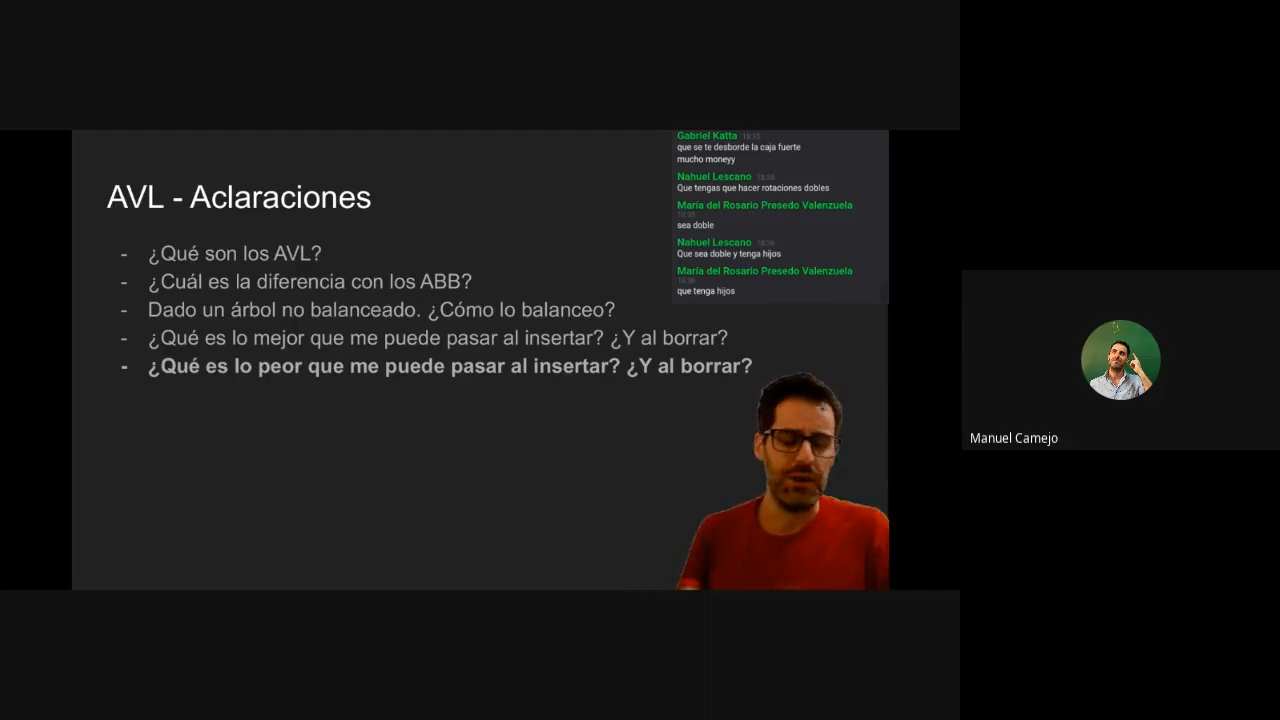 AVL - Aclaraciones
- ¿Qué son los AVL?
- ¿Cuál es la diferencia con los ABB?
- Dado un árbol no balanceado. ¿Cómo lo balanceo?
- ¿Qué es lo mejor que me puede pasar al insertar? ¿Y al borrar?
- ¿Qué es lo peor que me puede pasar al insertar? ¿Y al borrar?
Gabriel Katta 18:35
que se te desborde la caja fuerte
mucho moneyy
Nahuel Lescano
Que tengas que hacer rotaciones dobles
María del Rosario Presedo Valenzuela
sea doble
Nahuel Lescano
Que sea doble y tenga hijos
María del Rosario Presedo Valenzuela
que tenga hijos
Manuel Camejo